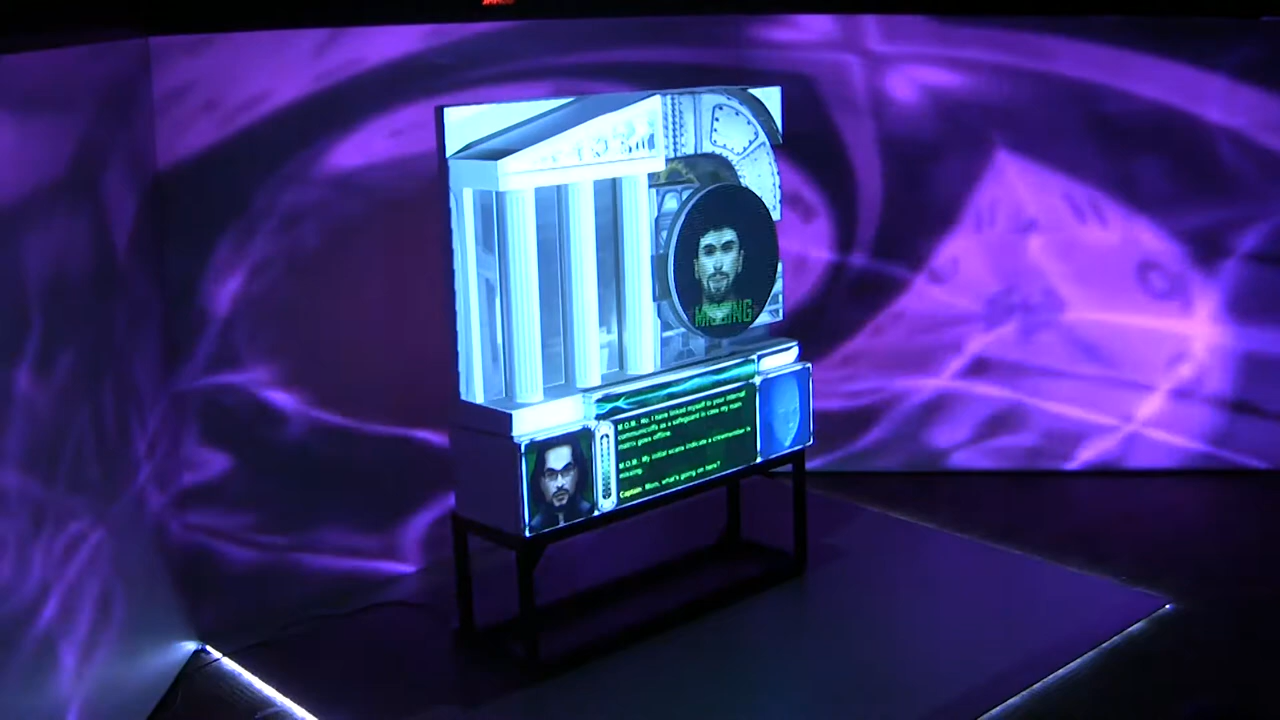 MISSING
M.O.M.: No. I have linked myself to your internal
communicuffs as a safeguard in case my main
matrix goes offline.
M.O.M.: My initial scans indicate a crewmember is
missing.
Captain: Mom, what's going on here?